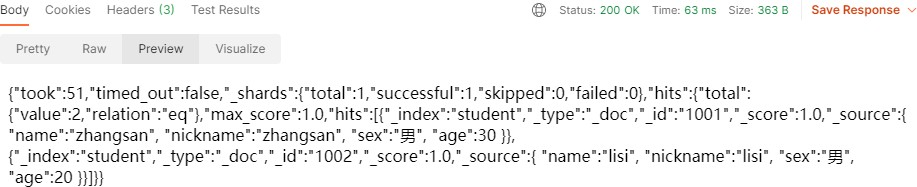 Body Cookies Headers (3) Test Results Status: 200 OK Time: 63 ms Size: 363 B Save Response
Pretty Raw Preview Visualize
{"took":51,"timed_out":false,"_shards":{"total":1,"successful":1,"skipped":0,"failed":0},"hits":{"total":
{"value":2,"relation":"eq"},"max_score":1.0,"hits":[{"_index":"student","_type":"_doc","_id":"1001","_score":1.0,"_source":{
"name":"zhangsan", "nickname":"zhangsan", "sex":"男", "age":30 }},
{"_index":"student","_type":"_doc","_id":"1002","_score":1.0,"_source":{ "name":"lisi", "nickname":"lisi", "sex":"男",
"age":20 }}]}}